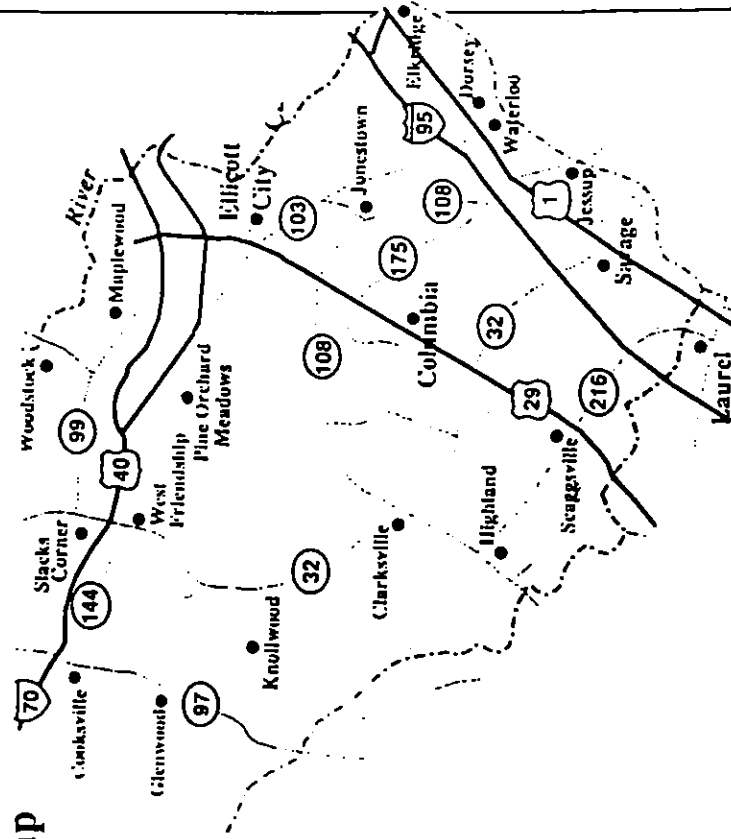 River
Woodstock
Maplewood
99
Slacks
Corner
40
70
144
Cooksville
West
Friendship
Pine Orchard
Meadows
Ellicott
City
103
Glenwood
97
Knollwood
32
108
Jonestown
175
Columbia
108
95
Elkridge
Dorsey
Waterloo
Clarksville
Highland
32
29
1
Jessup
Savage
Scaggsville
216
Laurel